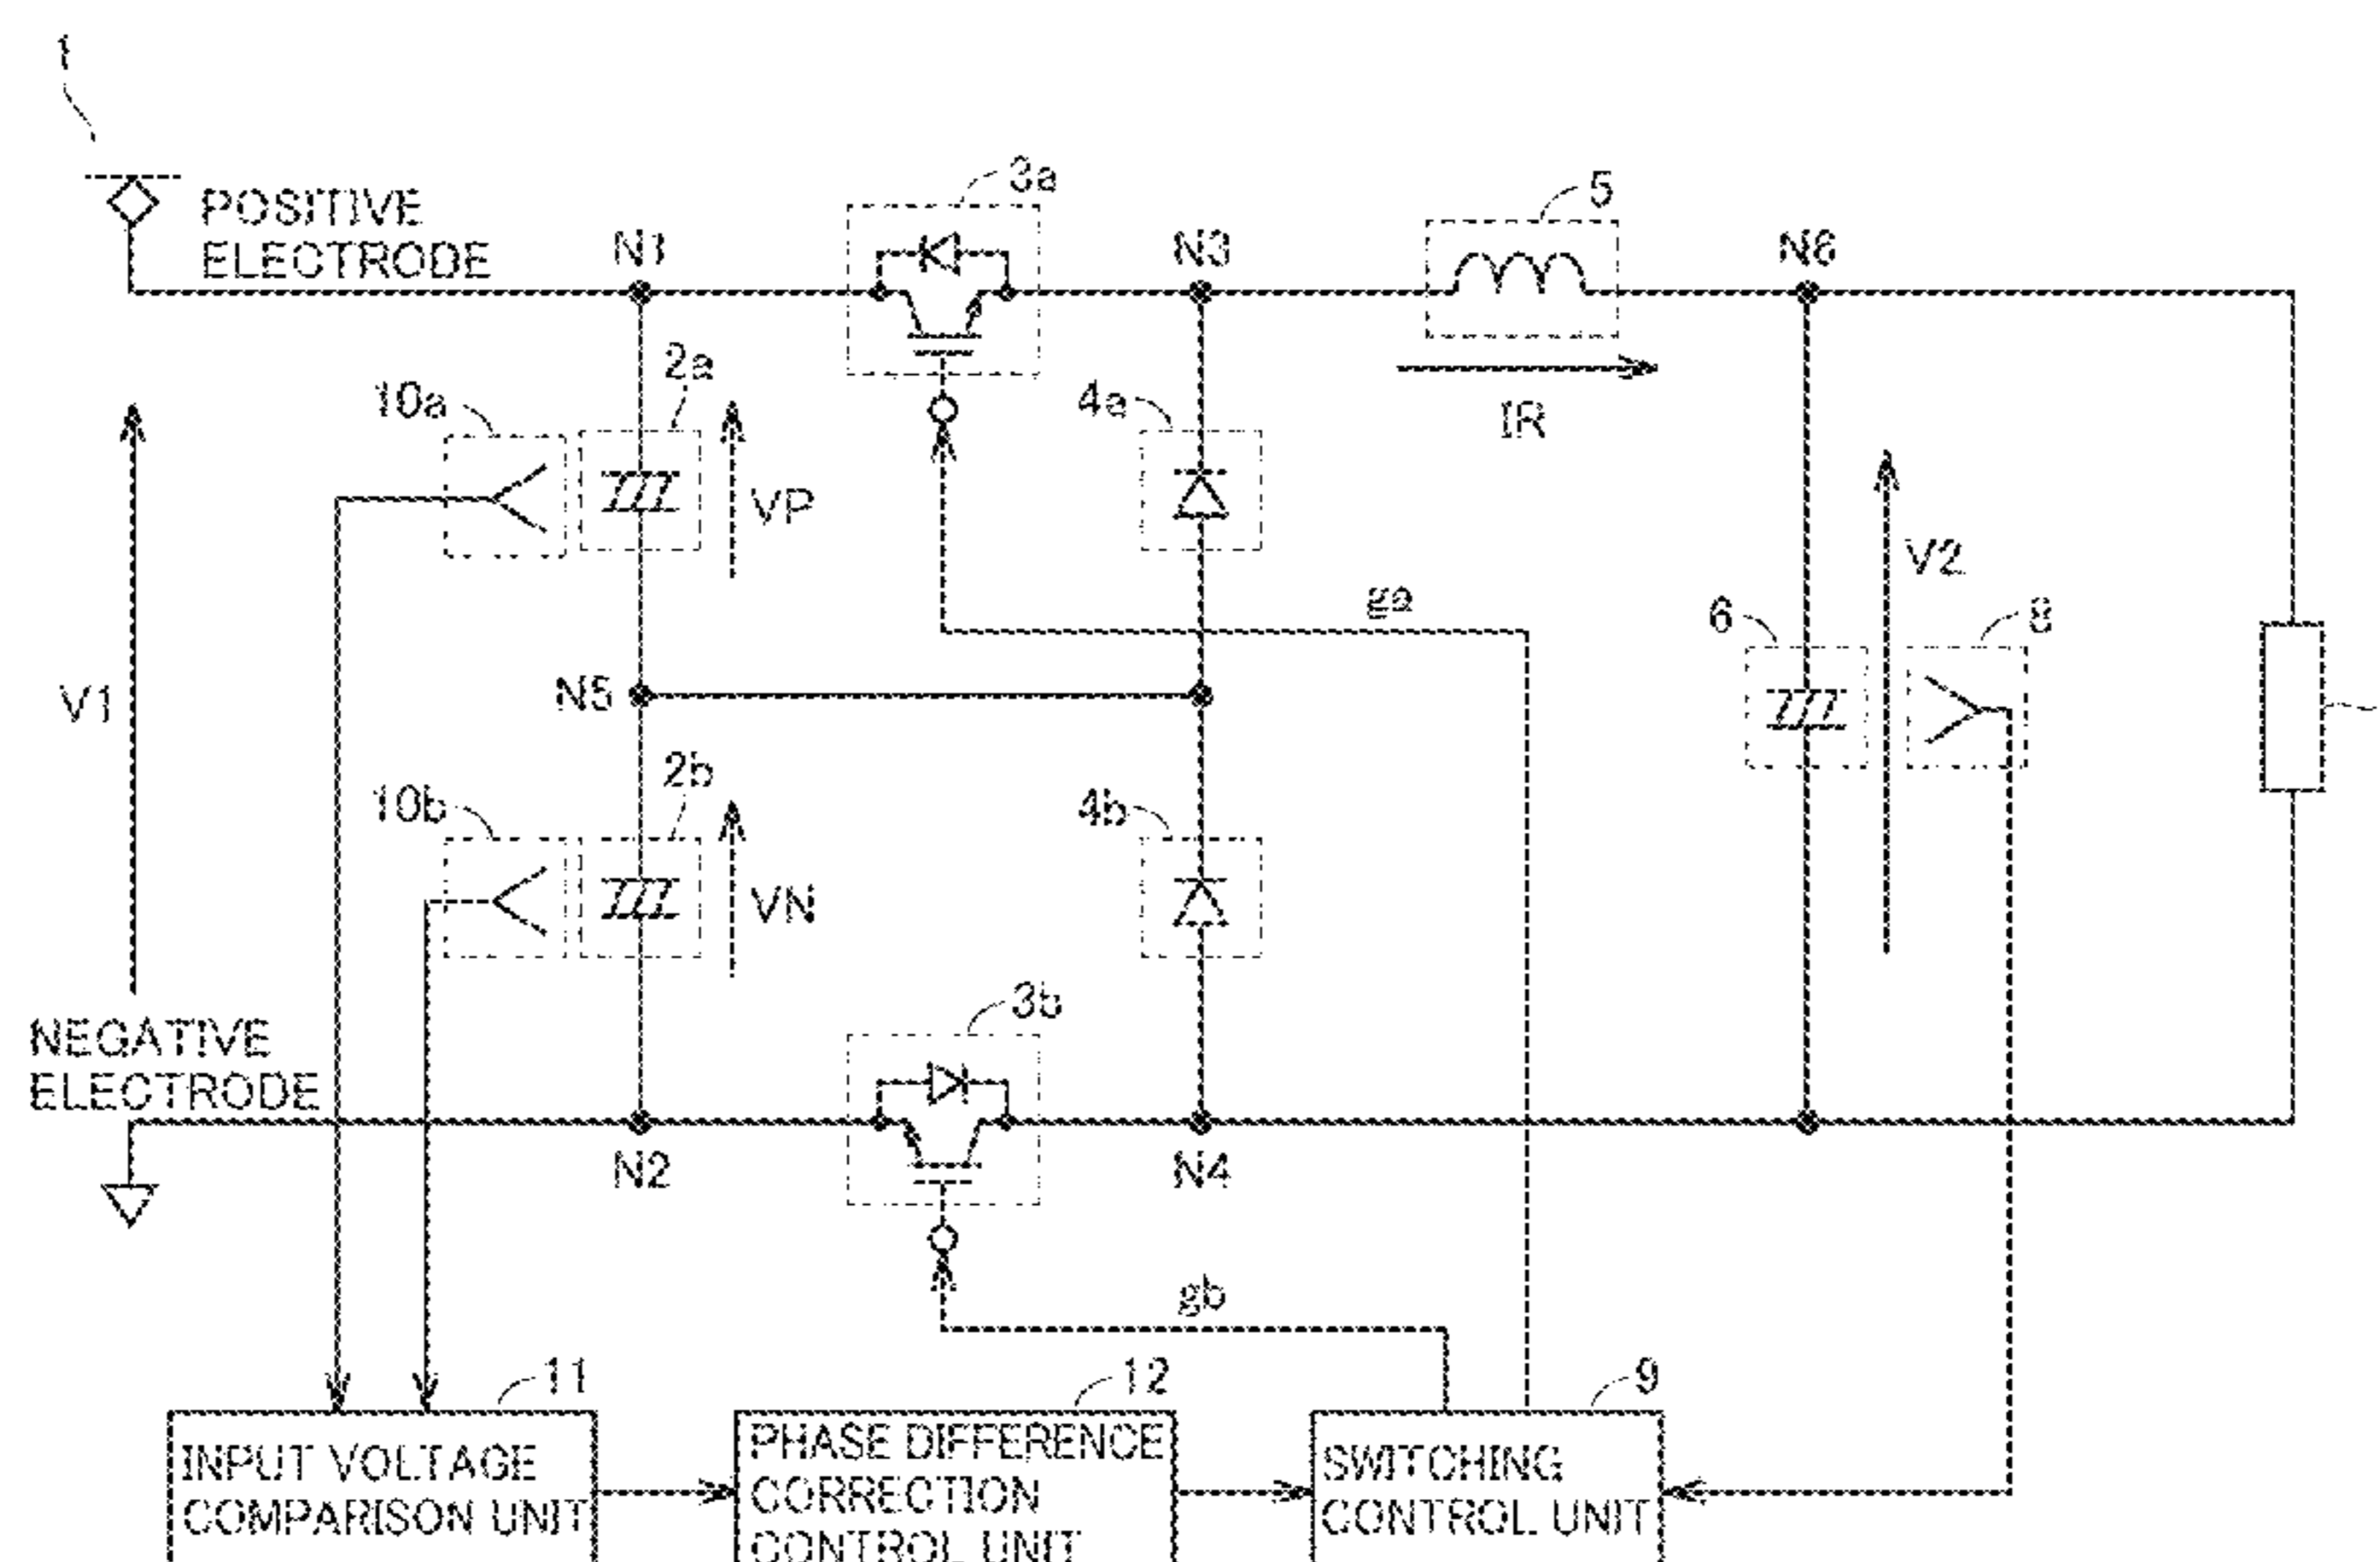 1
POSITIVE
ELECTRODE
N1
3a
N3
5
N6
10a
2a
VP
4a
IR
V2
ga
6
8
V1
N5
10b
2b
VN
4b
NEGATIVE
ELECTRODE
3b
N2
N4
gb
11
12
9
INPUT VOLTAGE
COMPARISON UNIT
PHASE DIFFERENCE
CORRECTION
CONTROL UNIT
SWITCHING
CONTROL UNIT